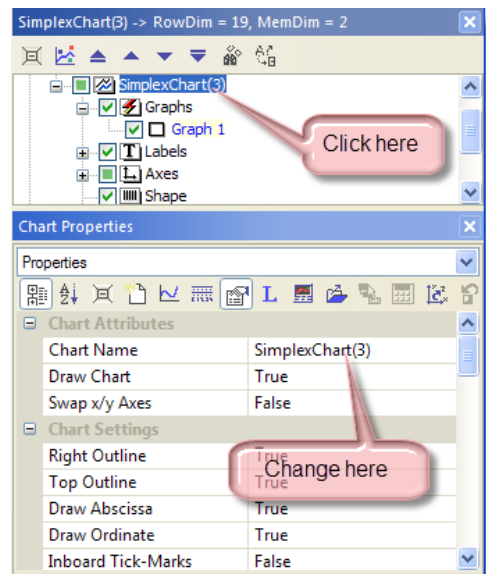 SimplexChart(3) -> RowDim = 19, MemDim = 2
SimplexChart(3)
Graphs
Graph 1
Click here
T Labels
Axes
Shape
Chart Properties
Properties
L
Chart Attributes
Chart Name SimplexChart(3)
Draw Chart True
Swap x/y Axes False
Chart Settings
Right Outline True
Change here
Top Outline True
Draw Abscissa True
Draw Ordinate True
Inboard Tick-Marks False